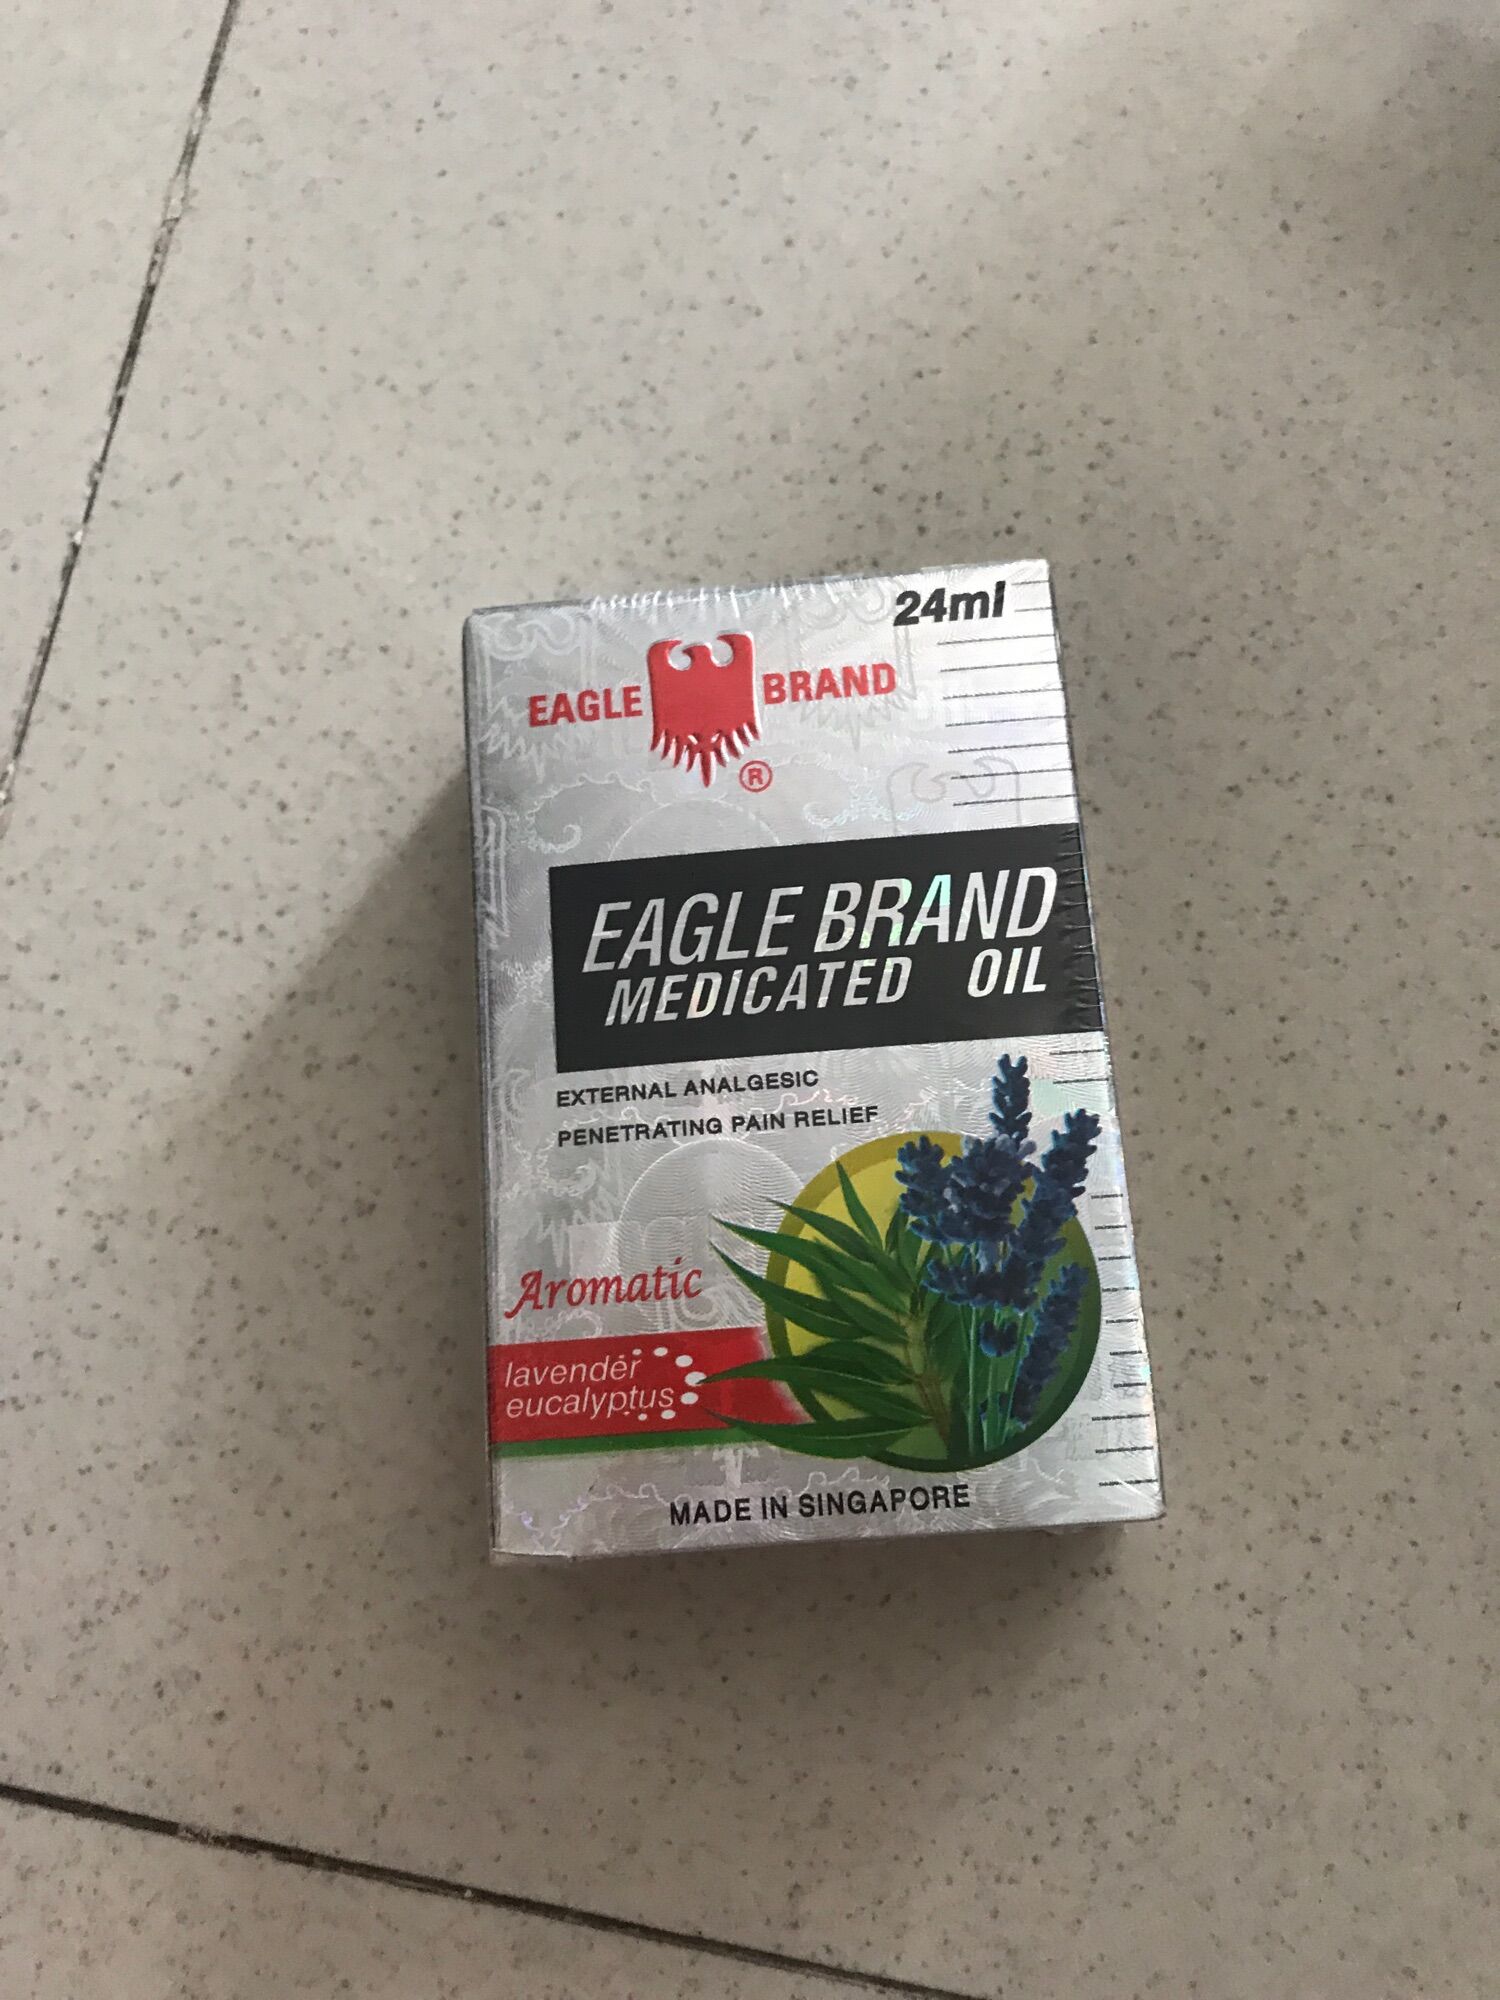 24ml
EAGLE BRAND
®
EAGLE BRAND
MEDICATED OIL
EXTERNAL ANALGESIC
PENETRATING PAIN RELIEF
Aromatic
lavender
eucalyptus
MADE IN SINGAPORE